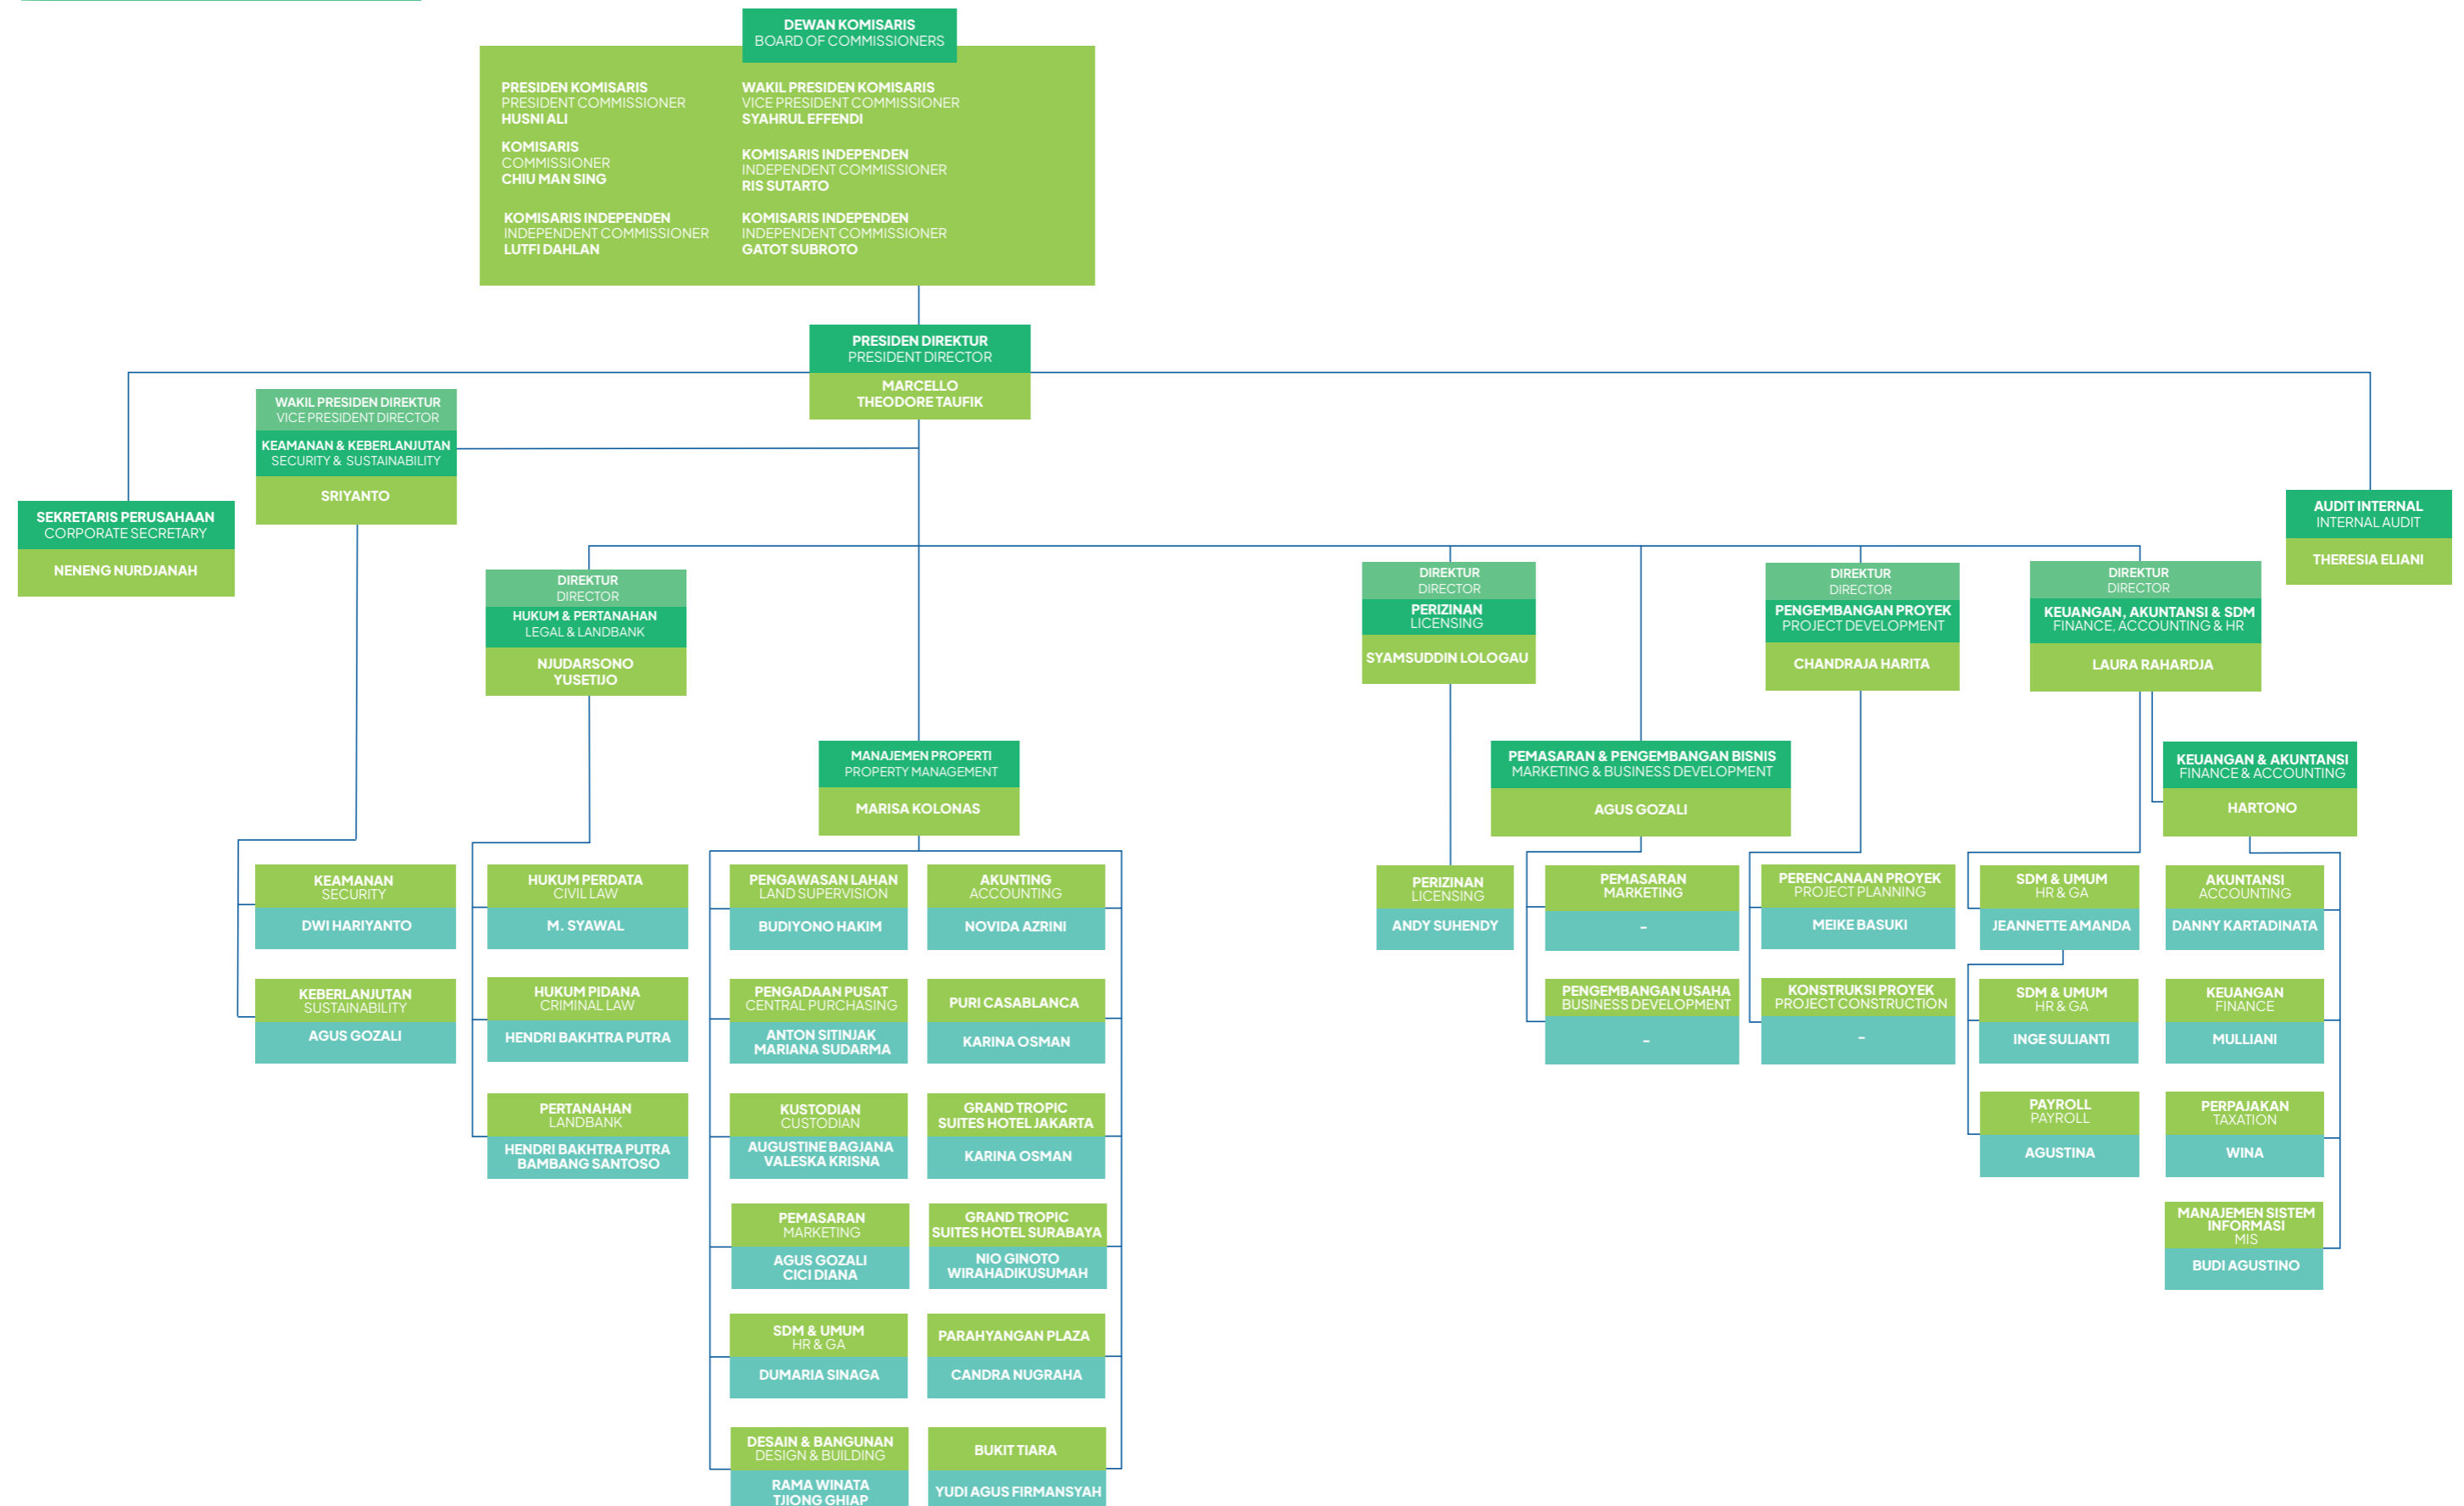 DEWAN KOMISARIS
BOARD OF COMMISSIONERS
PRESIDEN KOMISARIS
PRESIDENT COMMISSIONER
HUSNI ALI
WAKIL PRESIDEN KOMISARIS
VICE PRESIDENT COMMISSIONER
SYAHRUL EFFENDI
KOMISARIS
COMMISSIONER
CHIU MAN SING
KOMISARIS INDEPENDEN
INDEPENDENT COMMISSIONER
RIS SUTARTO
KOMISARIS INDEPENDEN
INDEPENDENT COMMISSIONER
LUTFI DAHLAN
KOMISARIS INDEPENDEN
INDEPENDENT COMMISSIONER
GATOT SUBROTO
PRESIDEN DIREKTUR
PRESIDENT DIRECTOR
MARCELLO
THEODORE TAUFIK
WAKIL PRESIDEN DIREKTUR
VICE PRESIDENT DIRECTOR
KEAMANAN & KEBERLANJUTAN
SECURITY & SUSTAINABILITY
SRIYANTO
SEKRETARIS PERUSAHAAN
CORPORATE SECRETARY
NENENG NURDJANAH
AUDIT INTERNAL
INTERNAL AUDIT
THERESIA ELIANI
DIREKTUR
DIRECTOR
HUKUM & PERTANAHAN
LEGAL & LANDBANK
NJUDARSONO
YUSETIJO
DIREKTUR
DIRECTOR
PERIZINAN
LICENSING
SYAMSUDDIN LOLOGAU
DIREKTUR
DIRECTOR
PENGEMBANGAN PROYEK
PROJECT DEVELOPMENT
CHANDRAJA HARITA
DIREKTUR
DIRECTOR
KEUANGAN, AKUNTANSI & SDM
FINANCE, ACCOUNTING & HR
LAURA RAHARDJA
MANAJEMEN PROPERTI
PROPERTY MANAGEMENT
MARISA KOLONAS
PEMASARAN & PENGEMBANGAN BISNIS
MARKETING & BUSINESS DEVELOPMENT
AGUS GOZALI
KEUANGAN & AKUNTANSI
FINANCE & ACCOUNTING
HARTONO
KEAMANAN
SECURITY
DWI HARIYANTO
KEBERLANJUTAN
SUSTAINABILITY
AGUS GOZALI
HUKUM PERDATA
CIVIL LAW
M. SYAWAL
HUKUM PIDANA
CRIMINAL LAW
HENDRI BAKHTRA PUTRA
PERTANAHAN
LANDBANK
HENDRI BAKHTRA PUTRA
BAMBANG SANTOSO
PENGAWASAN LAHAN
LAND SUPERVISION
BUDIYONO HAKIM
PENGADAAN PUSAT
CENTRAL PURCHASING
ANTON SITINJAK
MARIANA SUDARMA
KUSTODIAN
CUSTODIAN
AUGUSTINE BAGJANA
VALESKA KRISNA
PEMASARAN
MARKETING
AGUS GOZALI
CICI DIANA
SDM & UMUM
HR & GA
DUMARIA SINAGA
DESAIN & BANGUNAN
DESIGN & BUILDING
RAMA WINATA
TJIONG GHIAP
AKUNTING
ACCOUNTING
NOVIDA AZRINI
PURI CASABLANCA
KARINA OSMAN
GRAND TROPIC
SUITES HOTEL JAKARTA
KARINA OSMAN
GRAND TROPIC
SUITES HOTEL SURABAYA
NIO GINOTO
WIRAHADIKUSUMAH
PARAHYANGAN PLAZA
CANDRA NUGRAHA
BUKIT TIARA
YUDI AGUS FIRMANSYAH
PERIZINAN
LICENSING
ANDY SUHENDY
PEMASARAN
MARKETING
-
PENGEMBANGAN USAHA
BUSINESS DEVELOPMENT
-
PERENCANAAN PROYEK
PROJECT PLANNING
MEIKE BASUKI
KONSTRUKSI PROYEK
PROJECT CONSTRUCTION
-
SDM & UMUM
HR & GA
JEANNETTE AMANDA
SDM & UMUM
HR & GA
INGE SULIANTI
PAYROLL
PAYROLL
AGUSTINA
AKUNTANSI
ACCOUNTING
DANNY KARTADINATA
KEUANGAN
FINANCE
MULLIANI
PERPAJAKAN
TAXATION
WINA
MANAJEMEN SISTEM
INFORMASI
MIS
BUDI AGUSTINO